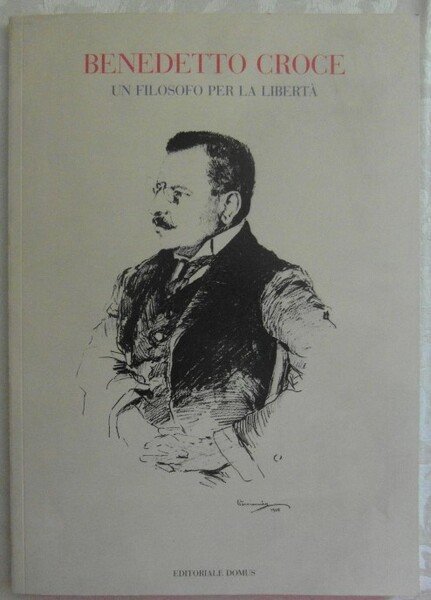 BENEDETTO CROCE
UN FILOSOFO PER LA LIBERTÀ
EDITORIALE DOMUS